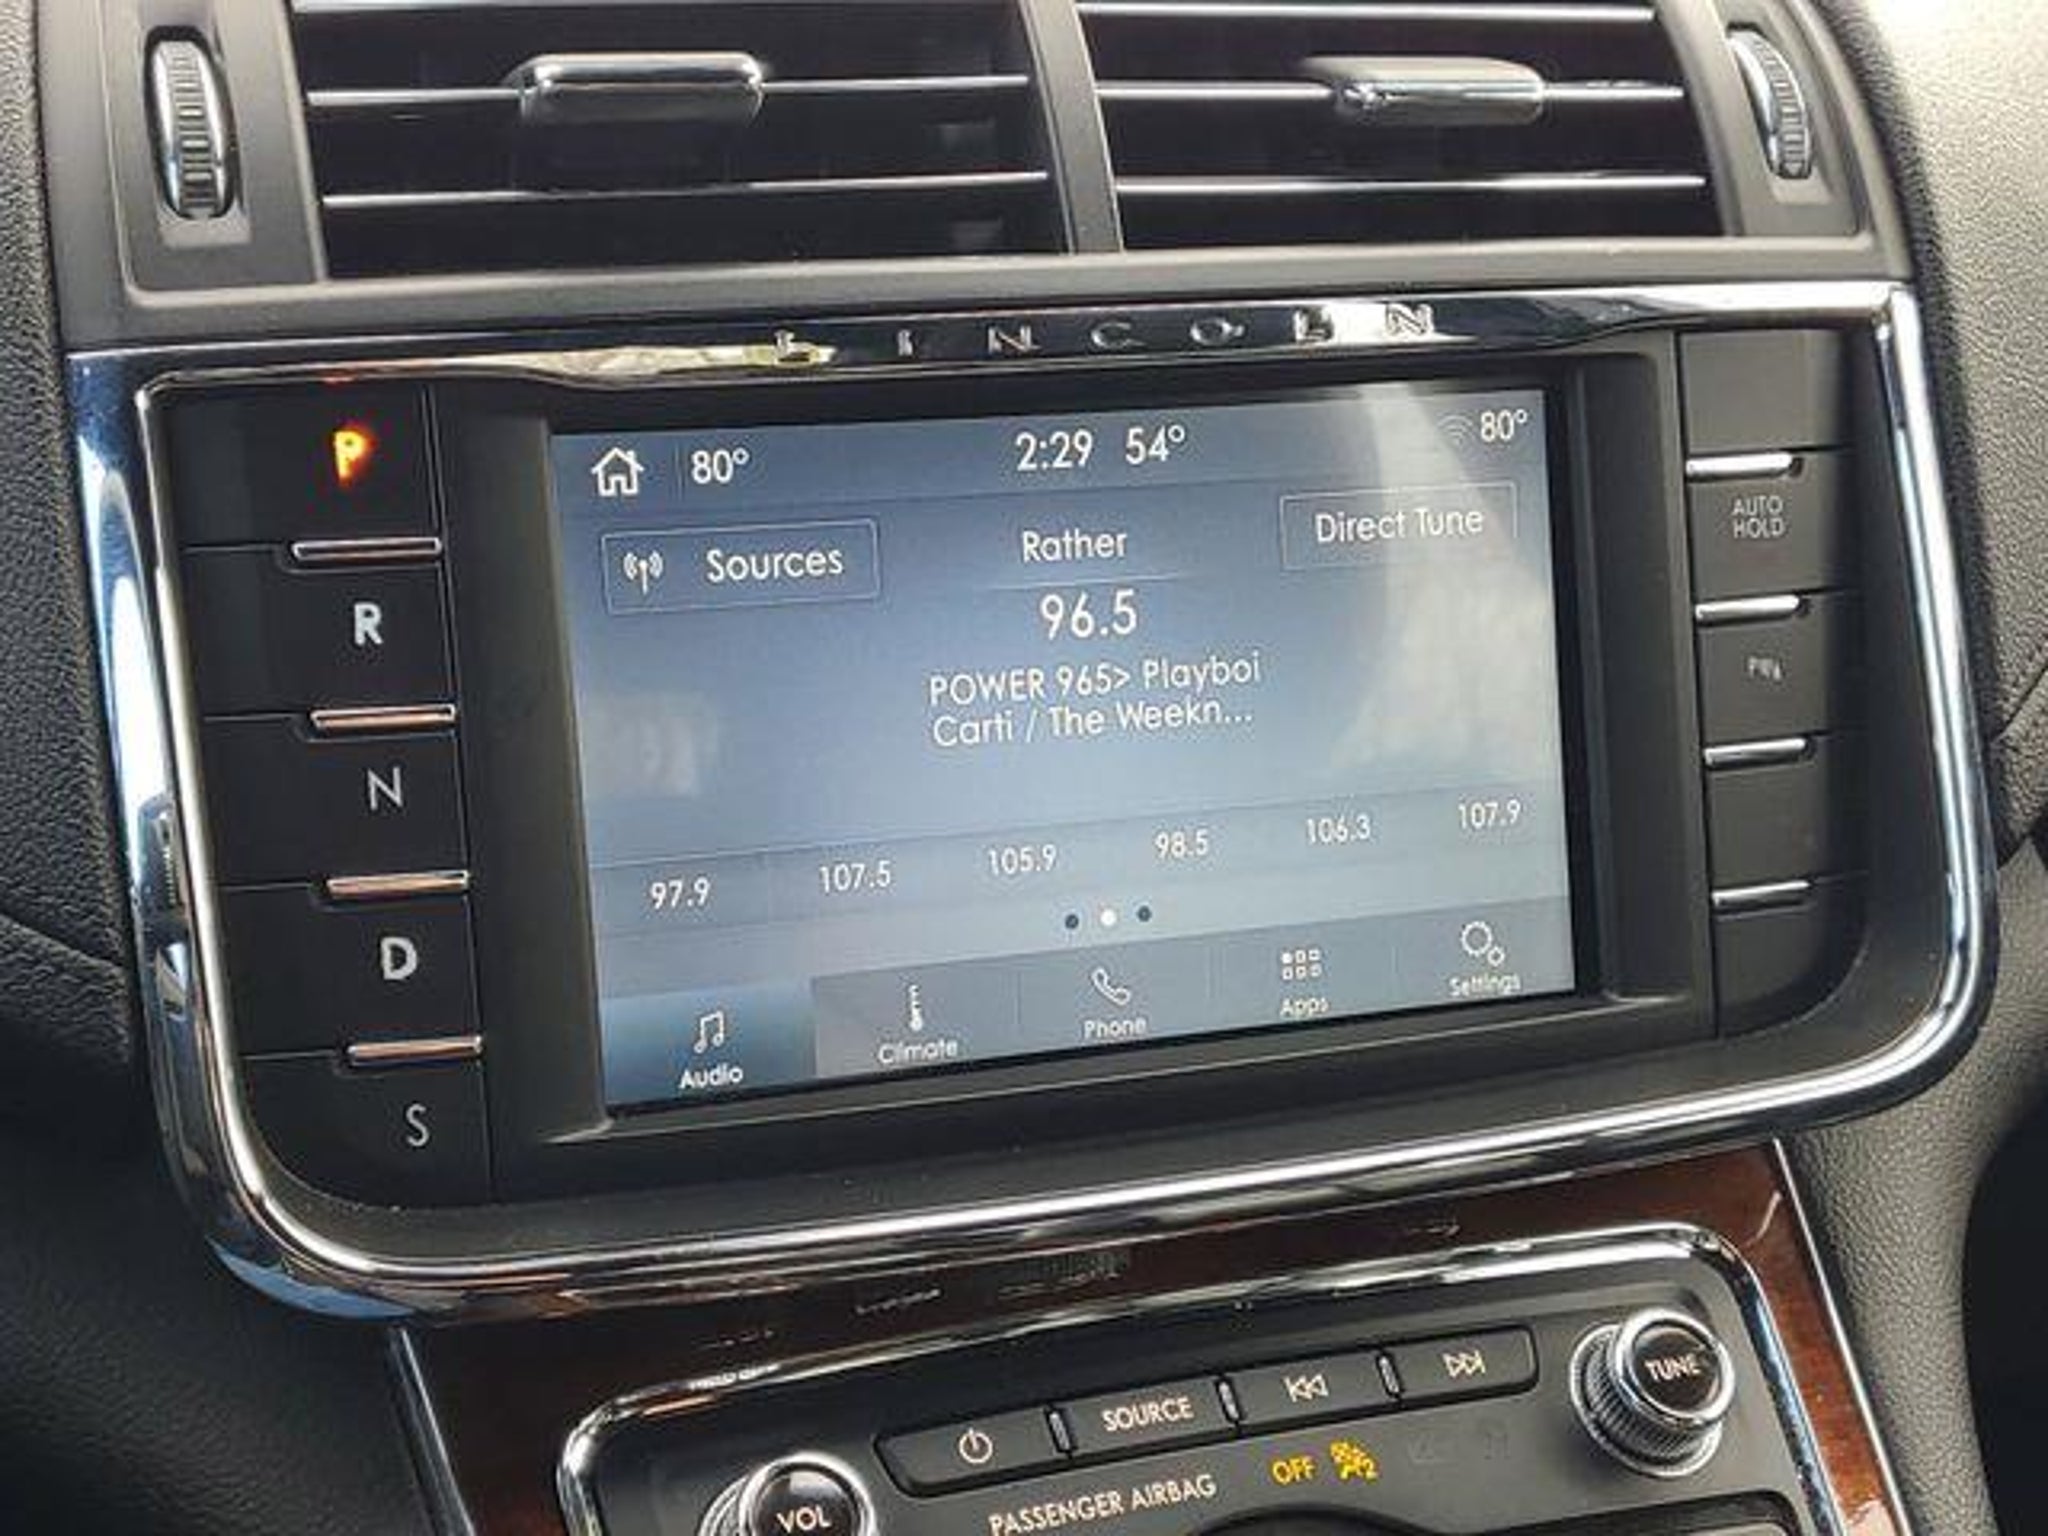 LINCOLN
P
R
N
D
S
80°
2:29 54°
80°
Sources
Rather
Direct Tune
96.5
POWER 965> Playboi
Carti / The Weekn...
97.9 107.5 105.9 98.5 106.3 107.9
Audio
Climate
Phone
Apps
Settings
AUTO
HOLD
SOURCE
TUNE
VOL
PASSENGER AIRBAG
OFF
2